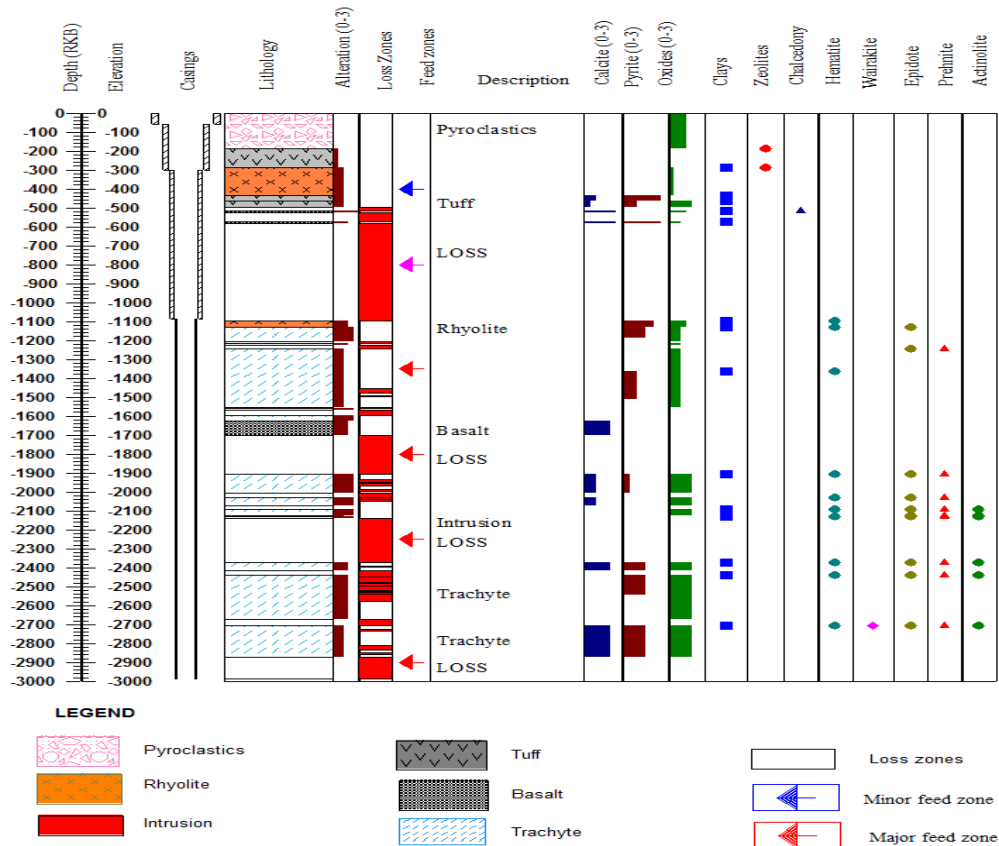 Depth (RKB)
Elevation
Casings
Lithology
Alteration (0-3)
Loss Zones
Feed zones
Description
Calcite (0-3)
Pyrite (0-3)
Oxides (0-3)
Clays
Zeolites
Chalcedony
Hematite
Wairakite
Epidote
Prehnite
Actinolite
0 0
-100 -100 Pyroclastics
-200 -200
-300 -300
-400 -400
-500 -500 Tuff
-600 -600
-700 -700 LOSS
-800 -800
-900 -900
-1000 -1000
-1100 -1100 Rhyolite
-1200 -1200
-1300 -1300
-1400 -1400
-1500 -1500
-1600 -1600
-1700 -1700 Basalt
-1800 -1800 LOSS
-1900 -1900
-2000 -2000
-2100 -2100
-2200 -2200 Intrusion
-2300 -2300 LOSS
-2400 -2400
-2500 -2500 Trachyte
-2600 -2600
-2700 -2700
-2800 -2800 Trachyte
-2900 -2900 LOSS
-3000 -3000
LEGEND
Pyroclastics Tuff Loss zones
Rhyolite Basalt Minor feed zone
Intrusion Trachyte Major feed zone